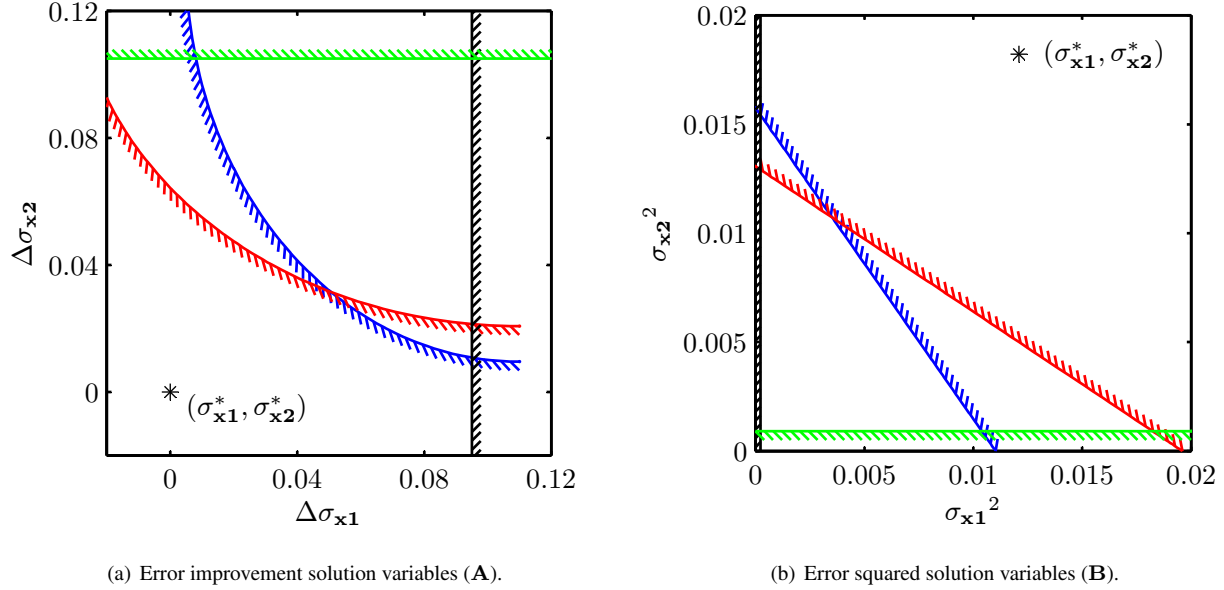 0.12
0.08
0.04
0
Δσx2
(σ*x1, σ*x2)
0 0.04 0.08 0.12
Δσx1
(a) Error improvement solution variables (A).
0.02
0.015
0.01
0.005
0
σx2²
(σ*x1, σ*x2)
0 0.005 0.01 0.015 0.02
σx1²
(b) Error squared solution variables (B).